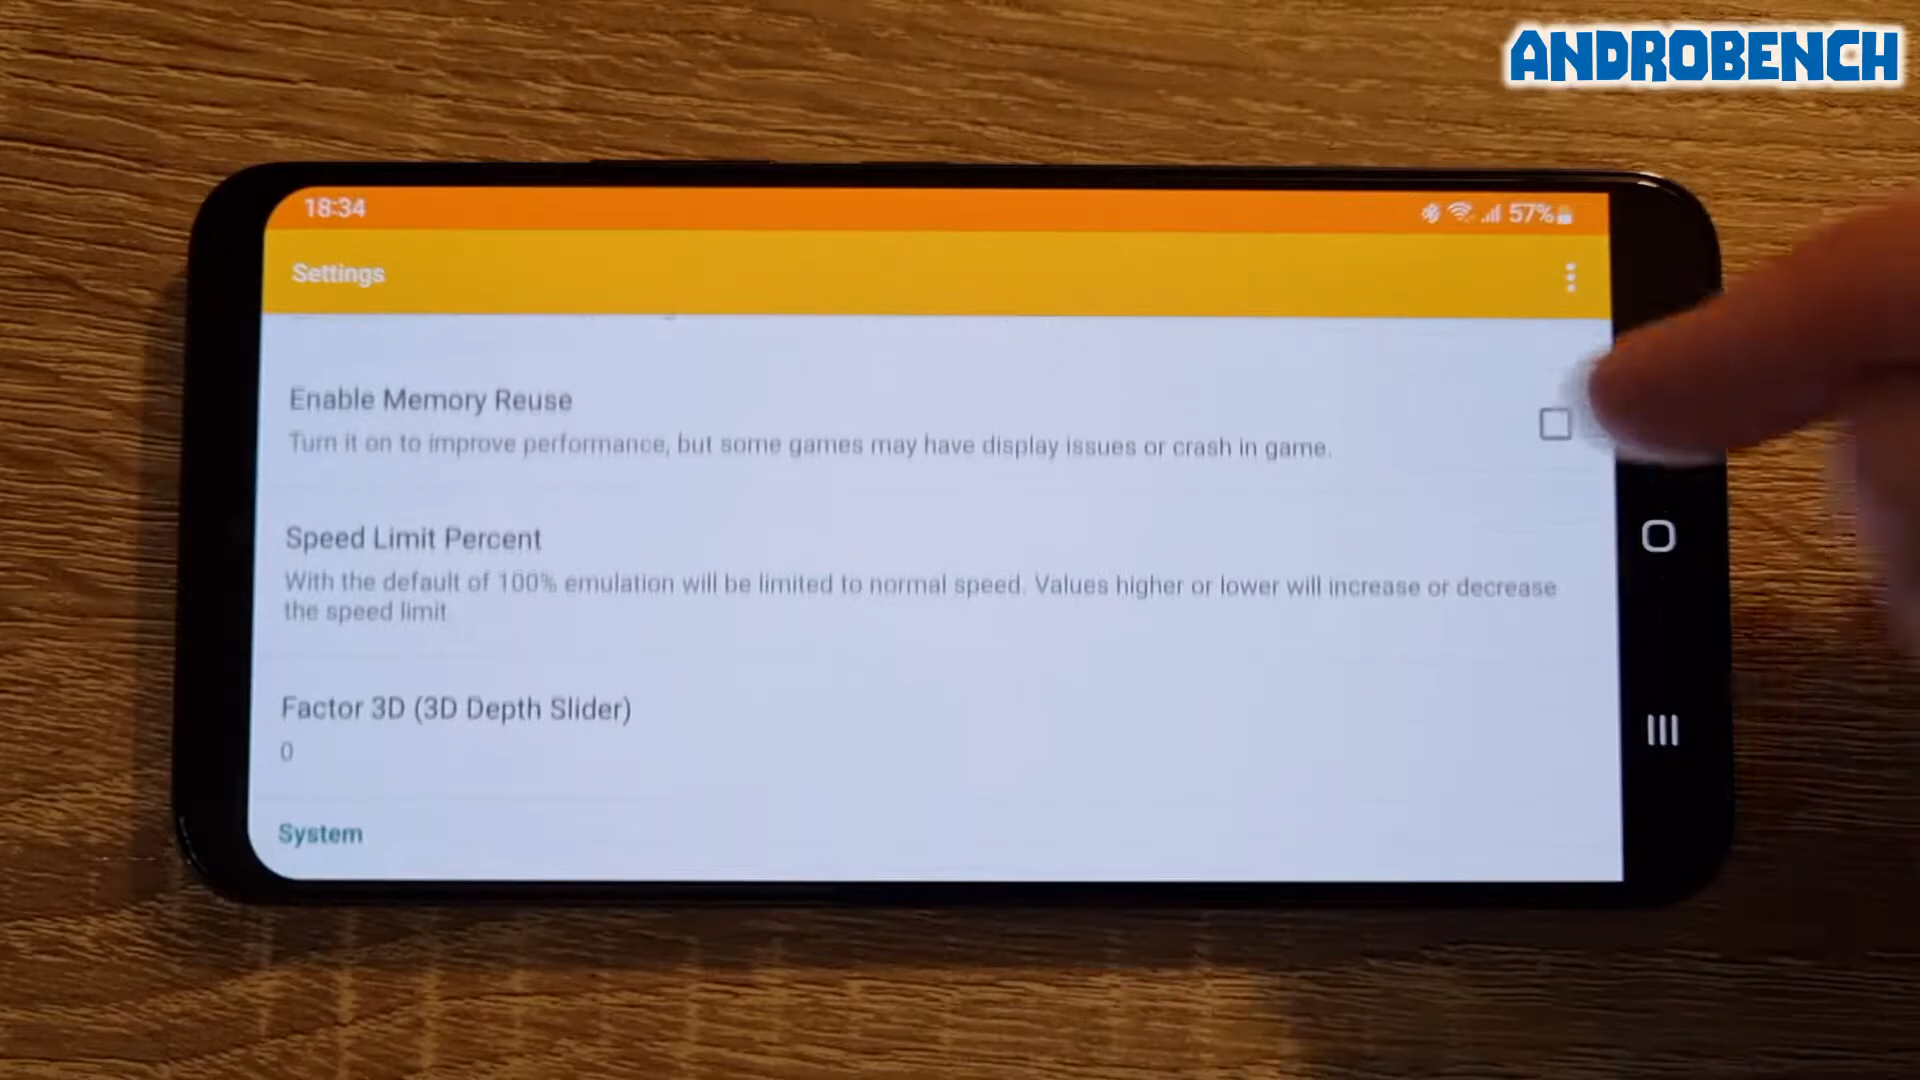 ANDROBENCH
18:34
57%
Settings
Enable Memory Reuse
Turn it on to improve performance, but some games may have display issues or crash in game.
Speed Limit Percent
With the default of 100% emulation will be limited to normal speed. Values higher or lower will increase or decrease
the speed limit
Factor 3D (3D Depth Slider)
0
System